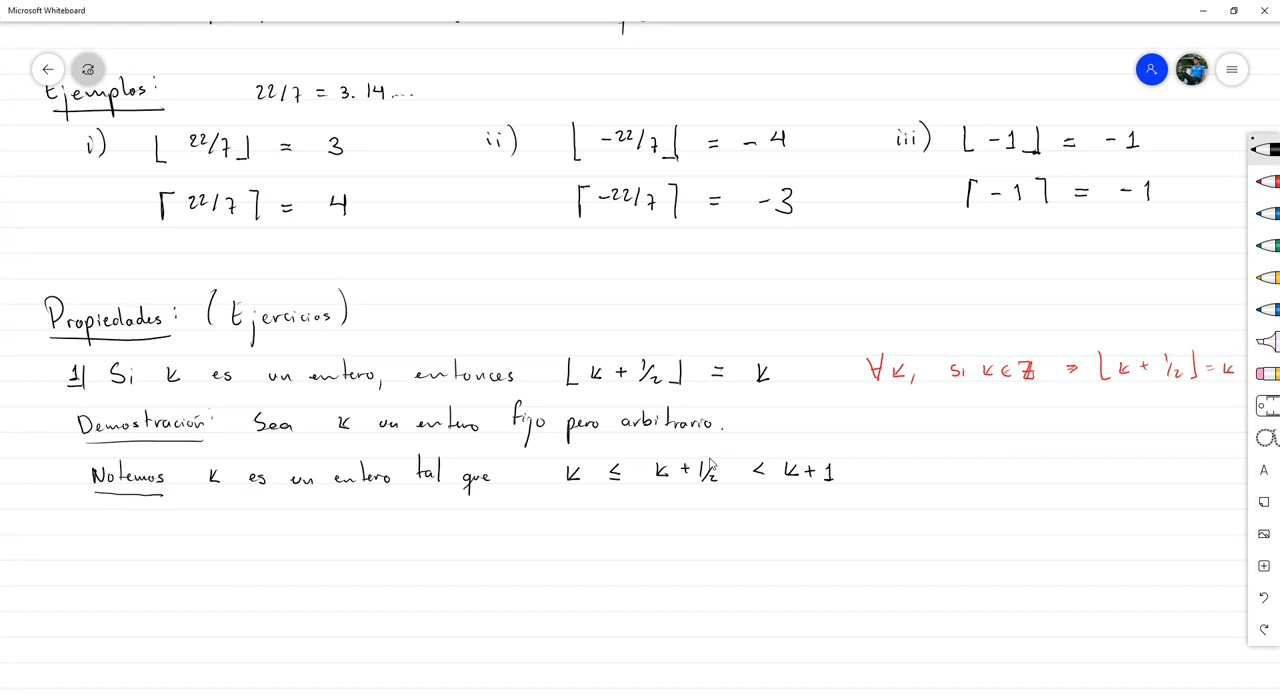 Microsoft Whiteboard
Ejemplos: 22/7 = 3.14...
i) ⌊ 22/7 ⌋ = 3 ii) ⌊ -22/7 ⌋ = - 4 iii) ⌊ -1 ⌋ = - 1
⌈ 22/7 ⌉ = 4 ⌈ -22/7 ⌉ = -3 ⌈ - 1 ⌉ = - 1
Propiedades: (Ejercicios)
1) Si k es un entero, entonces ⌊ k + 1/2 ⌋ = k ∀k, si k ∈ ℤ ⇒ ⌊ k + 1/2 ⌋ = k
Demostración: Sea k un entero fijo pero arbitrario.
Notemos k es un entero tal que k ≤ k + 1/2 < k + 1
A